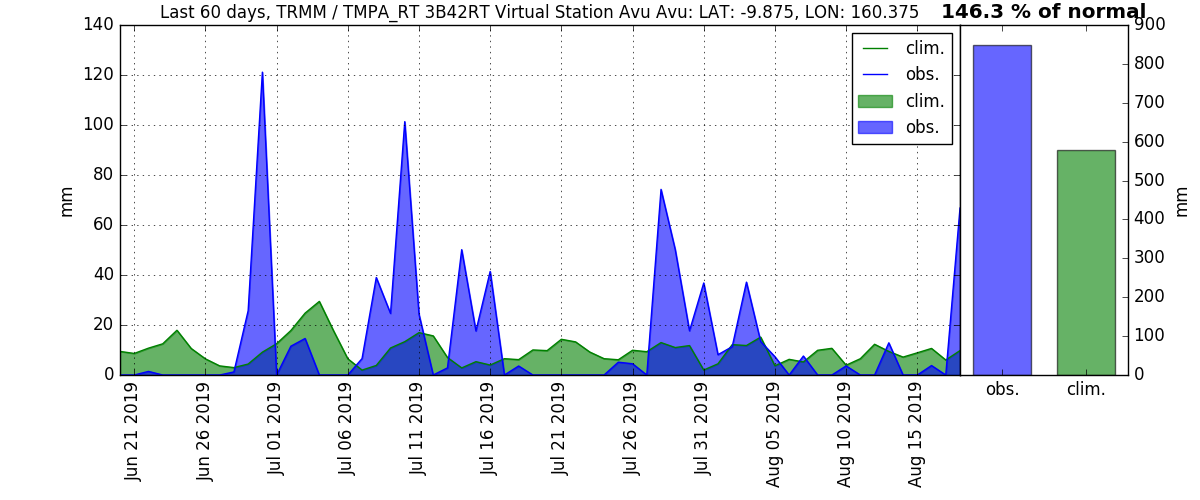 Last 60 days, TRMM / TMPA_RT 3B42RT Virtual Station Avu Avu: LAT: -9.875, LON: 160.375
146.3 % of normal
mm
140
120
100
80
60
40
20
0
clim.
obs.
clim.
obs.
900
800
700
600
500
400
300
200
100
0
mm
Jun 21 2019
Jun 26 2019
Jul 01 2019
Jul 06 2019
Jul 11 2019
Jul 16 2019
Jul 21 2019
Jul 26 2019
Jul 31 2019
Aug 05 2019
Aug 10 2019
Aug 15 2019
obs.
clim.